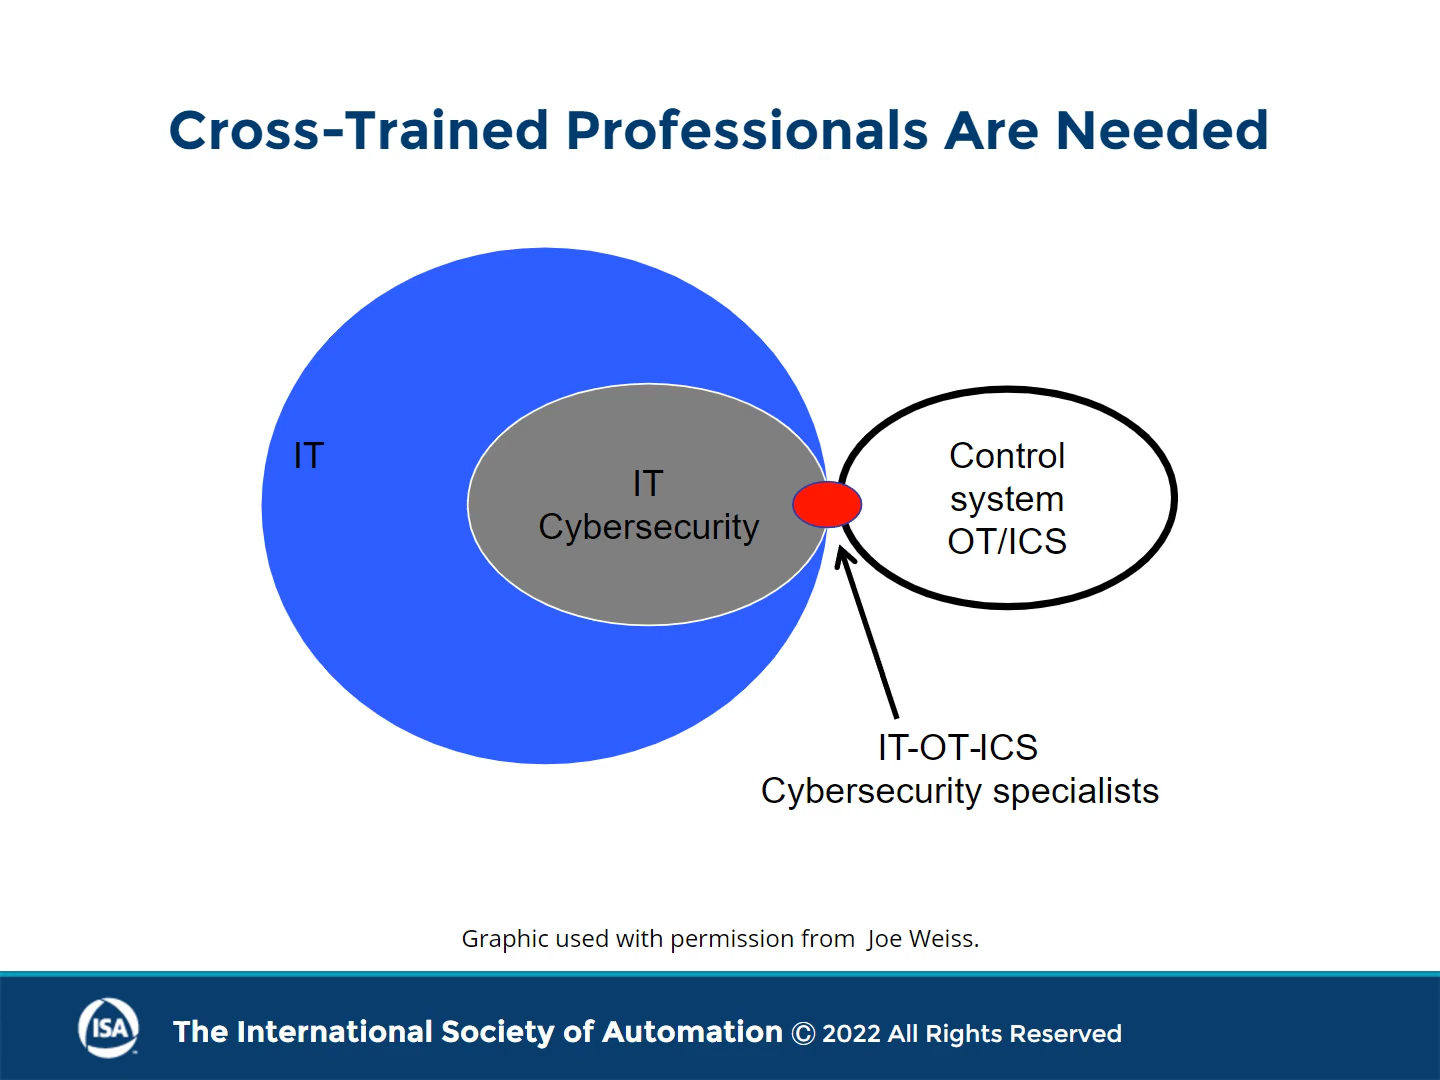 Cross-Trained Professionals Are Needed
IT
IT
Cybersecurity
Control
system
OT/ICS
IT-OT-ICS
Cybersecurity specialists
Graphic used with permission from  Joe Weiss.
ISA
The International Society of Automation © 2022 All Rights Reserved